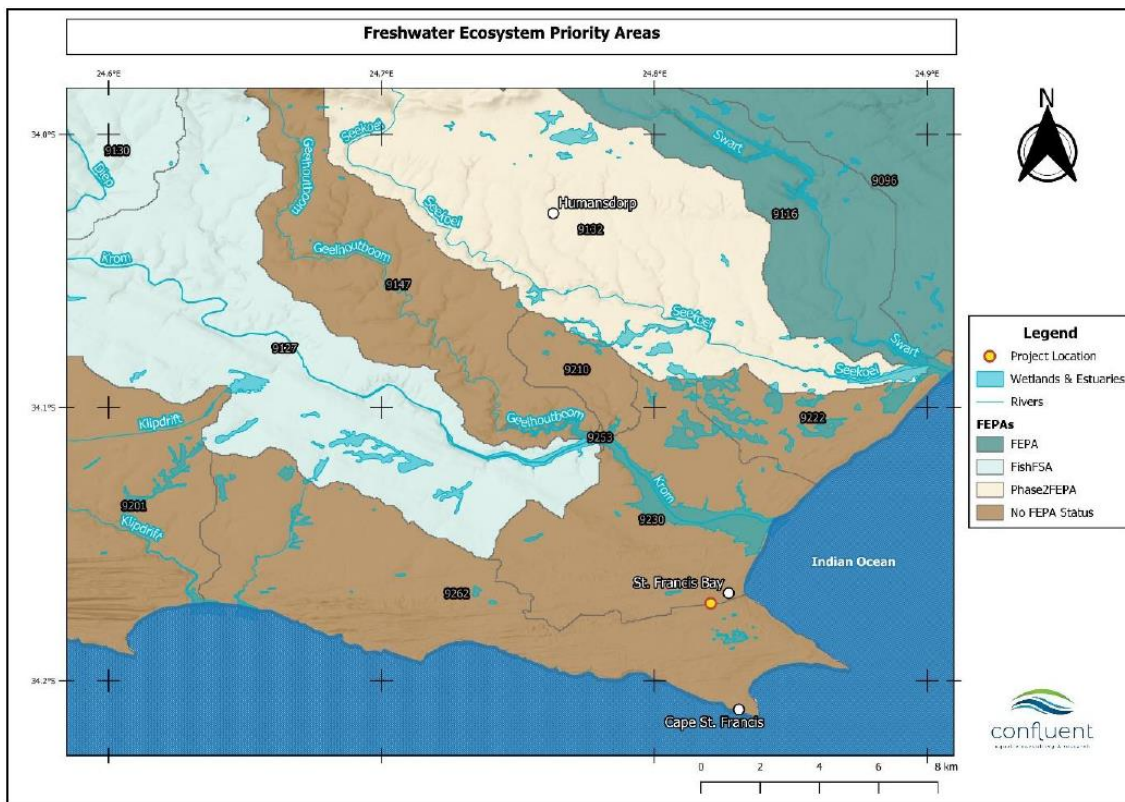 Freshwater Ecosystem Priority Areas
24.6°E
24.7°E
24.8°E
24.9°E
34.0°S
34.1°S
34.2°S
N
9130
Diep
Geelhoutboom
Seekoei
Swart
9096
9116
Humansdorp
9132
Seekoei
Krom
Geelhoutboom
9147
Seekoei
Swart
9127
9210
Seekoei
Klipdrift
Geelhoutboom
9222
9253
Krom
9201
Klipdrift
9230
Indian Ocean
St. Francis Bay
9262
Cape St. Francis
Legend
Project Location
Wetlands & Estuaries
Rivers
FEPAs
FEPA
FishFSA
Phase2FEPA
No FEPA Status
confluent
0 2 4 6 8 km